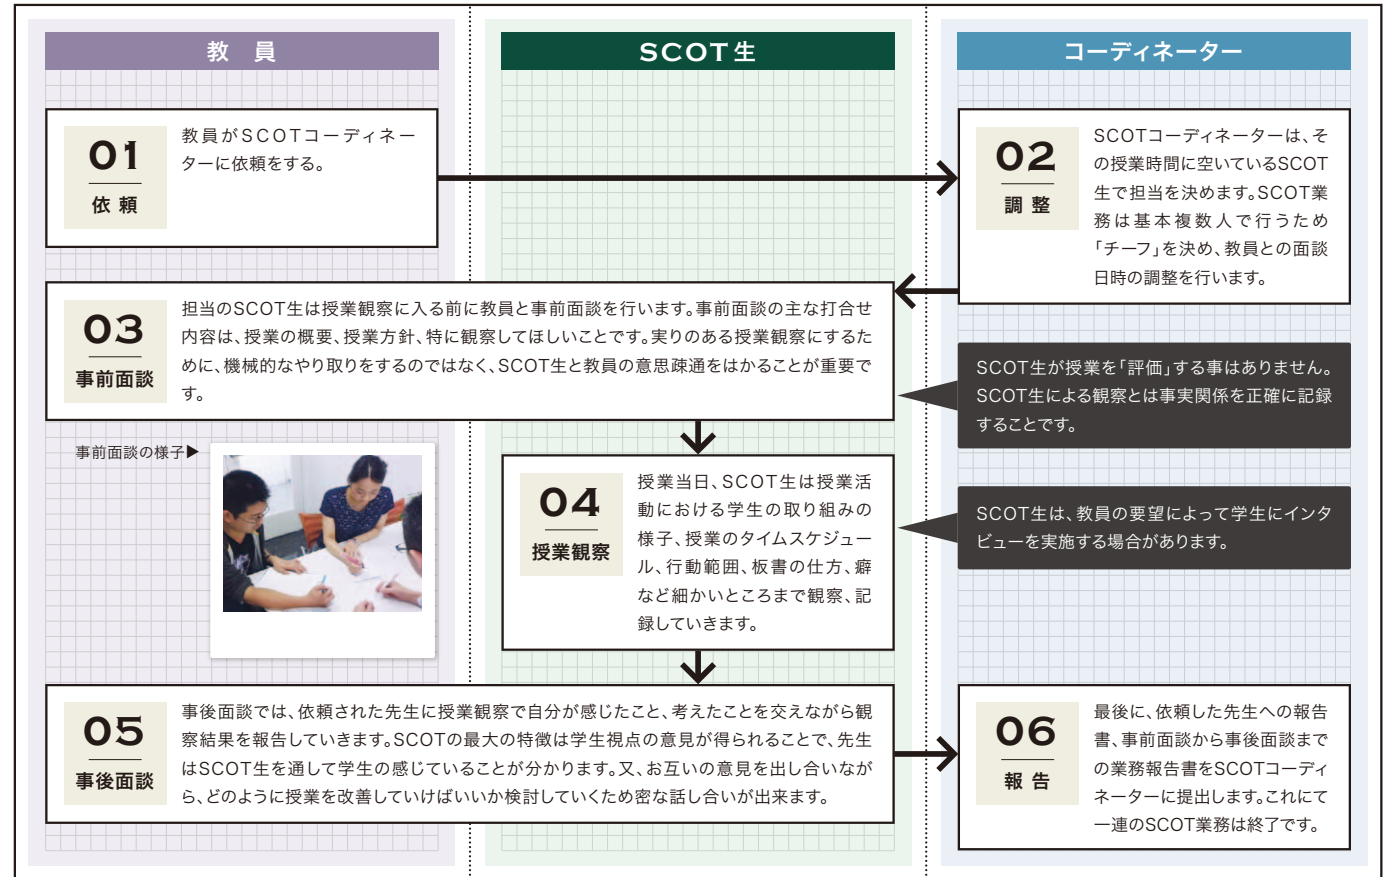 教員
SCOT生
コーディネーター
01
依頼
教員がSCOTコーディネー
ターに依頼をする。
02
調整
SCOTコーディネーターは、そ
の授業時間に空いているSCOT
生で担当を決めます。SCOT業
務は基本複数人で行うため
「チーフ」を決め、教員との面談
日時の調整を行います。
03
事前面談
担当のSCOT生は授業観察に入る前に教員と事前面談を行います。事前面談の主な打合せ
内容は、授業の概要、授業方針、特に観察してほしいことです。実りのある授業観察にするた
めに、機械的なやり取りをするのではなく、SCOT生と教員の意思疎通をはかることが重要で
す。
SCOT生が授業を「評価」する事はありません。
SCOT生による観察とは事実関係を正確に記録
することです。
事前面談の様子▶
04
授業観察
授業当日、SCOT生は授業活
動における学生の取り組みの
様子、授業のタイムスケジュー
ル、行動範囲、板書の仕方、癖
など細かいところまで観察、記
録していきます。
SCOT生は、教員の要望によって学生にインタ
ビューを実施する場合があります。
05
事後面談
事後面談では、依頼された先生に授業観察で自分が感じたこと、考えたことを交えながら観
察結果を報告していきます。SCOTの最大の特徴は学生視点の意見が得られることで、先生
はSCOT生を通して学生の感じていることが分かります。又、お互いの意見を出し合いなが
ら、どのように授業を改善していけばいいか検討していくため密な話し合いが出来ます。
06
報告
最後に、依頼した先生への報告
書、事前面談から事後面談まで
の業務報告書をSCOTコーディ
ネーターに提出します。これにて
一連のSCOT業務は終了です。